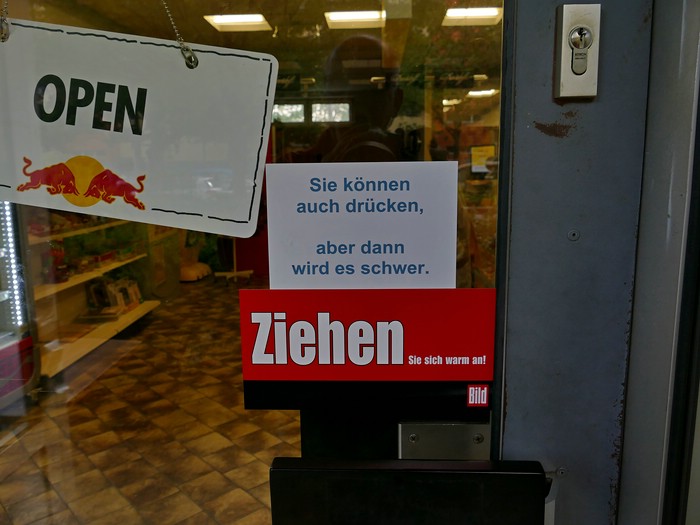 OPEN
Sie können
auch drücken,
aber dann
wird es schwer.
Ziehen
Sie sich warm an!
Bild